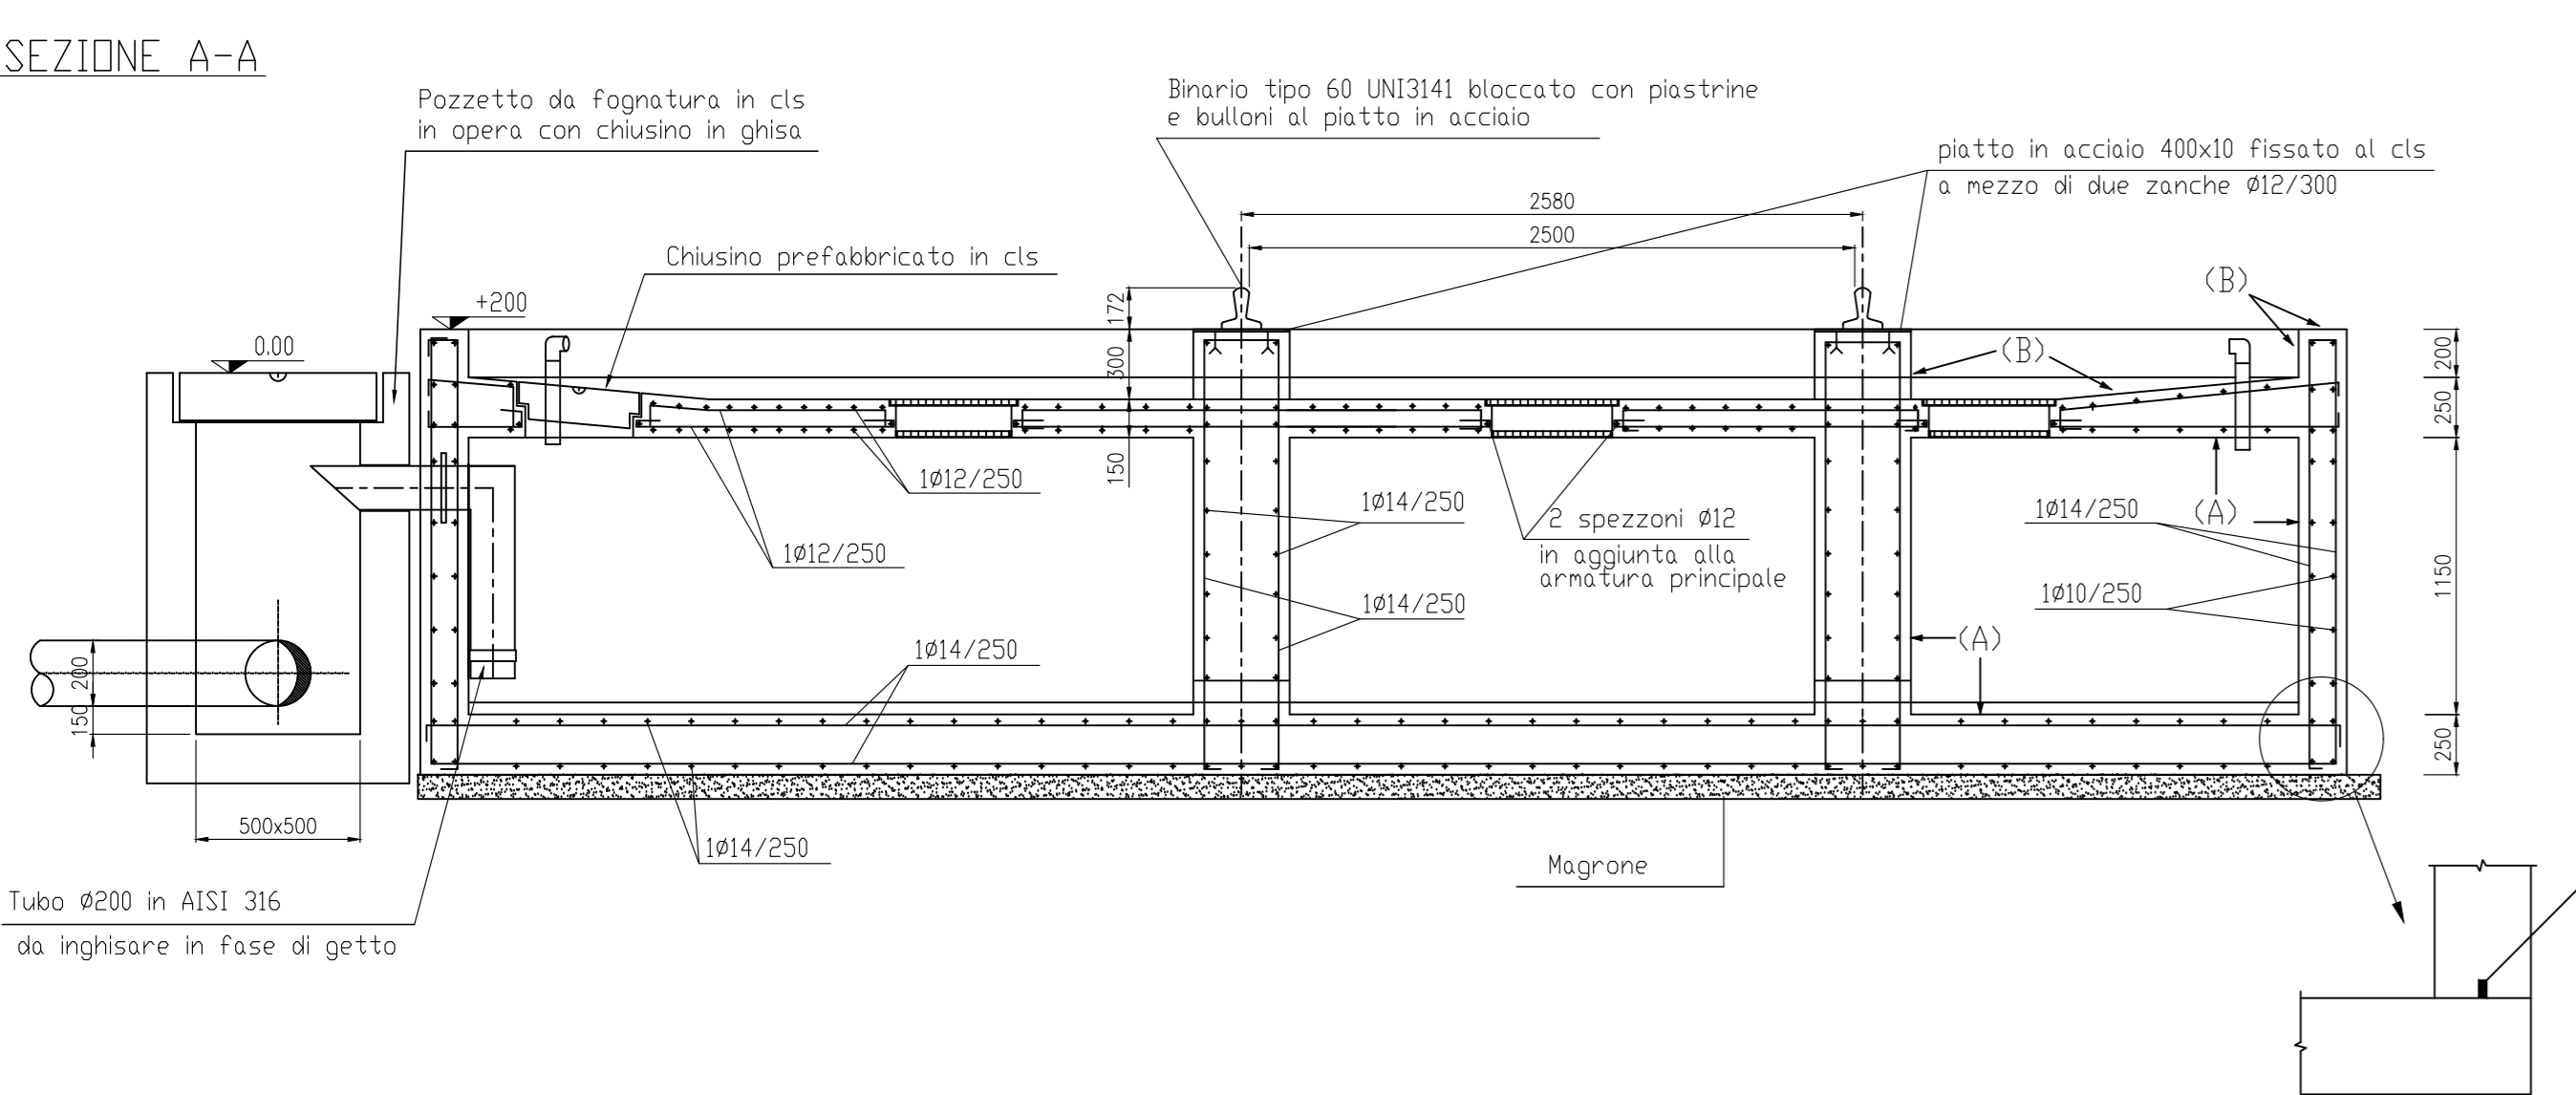 SEZIONE A-A
Pozzetto da fognatura in cls
in opera con chiusino in ghisa
Binario tipo 60 UNI3141 bloccato con piastrine
e bulloni al piatto in acciaio
piatto in acciaio 400x10 fissato al cls
a mezzo di due zanche Ø12/300
2580
2500
Chiusino prefabbricato in cls
(B)
+200
172
0.00
(B)
300
200
250
150
1Ø12/250
1Ø14/250
2 spezzoni Ø12
in aggiunta alla
armatura principale
(A)
1Ø14/250
1Ø12/250
1150
1Ø10/250
1Ø14/250
(A)
1Ø14/250
200
150
250
500x500
1Ø14/250
Magrone
Tubo Ø200 in AISI 316
da inghisare in fase di getto